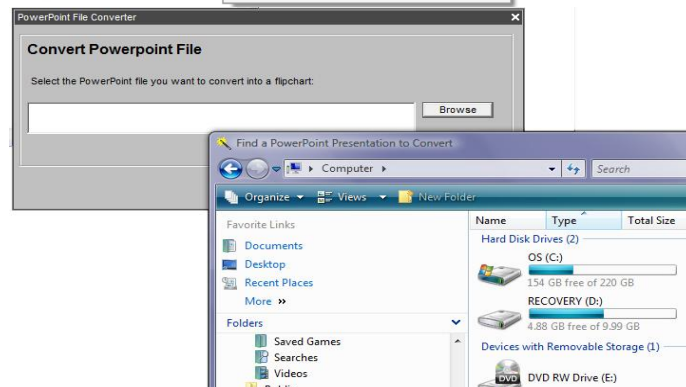 PowerPoint File Converter
Convert Powerpoint File
Select the PowerPoint file you want to convert into a flipchart:
Browse
Find a PowerPoint Presentation to Convert
Computer
Search
Organize Views New Folder
Favorite Links
Documents
Desktop
Recent Places
More »
Folders
Saved Games
Searches
Videos
Name Type Total Size
Hard Disk Drives (2)
OS (C:)
154 GB free of 220 GB
RECOVERY (D:)
4.88 GB free of 9.99 GB
Devices with Removable Storage (1)
DVD RW Drive (E:)